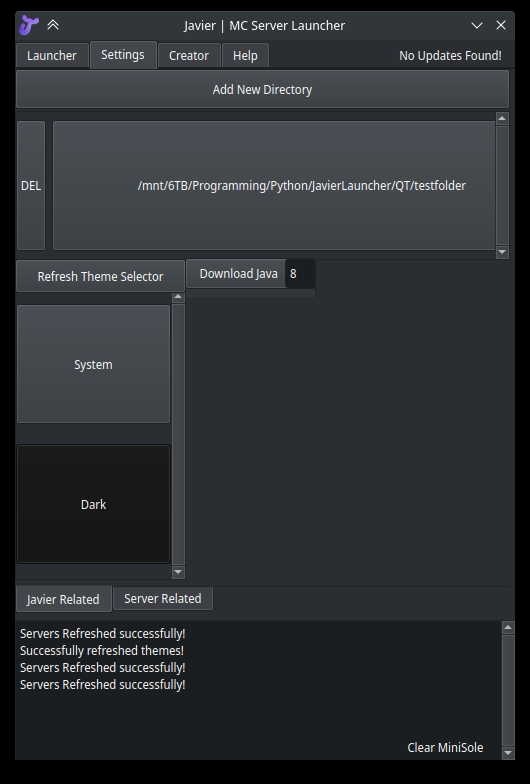 Javier | MC Server Launcher
Launcher
Settings
Creator
Help
No Updates Found!
Add New Directory
DEL
/mnt/6TB/Programming/Python/JavierLauncher/QT/testfolder
Refresh Theme Selector
Download Java
8
System
Dark
Javier Related
Server Related
Servers Refreshed successfully!
Successfully refreshed themes!
Servers Refreshed successfully!
Servers Refreshed successfully!
Clear MiniSole